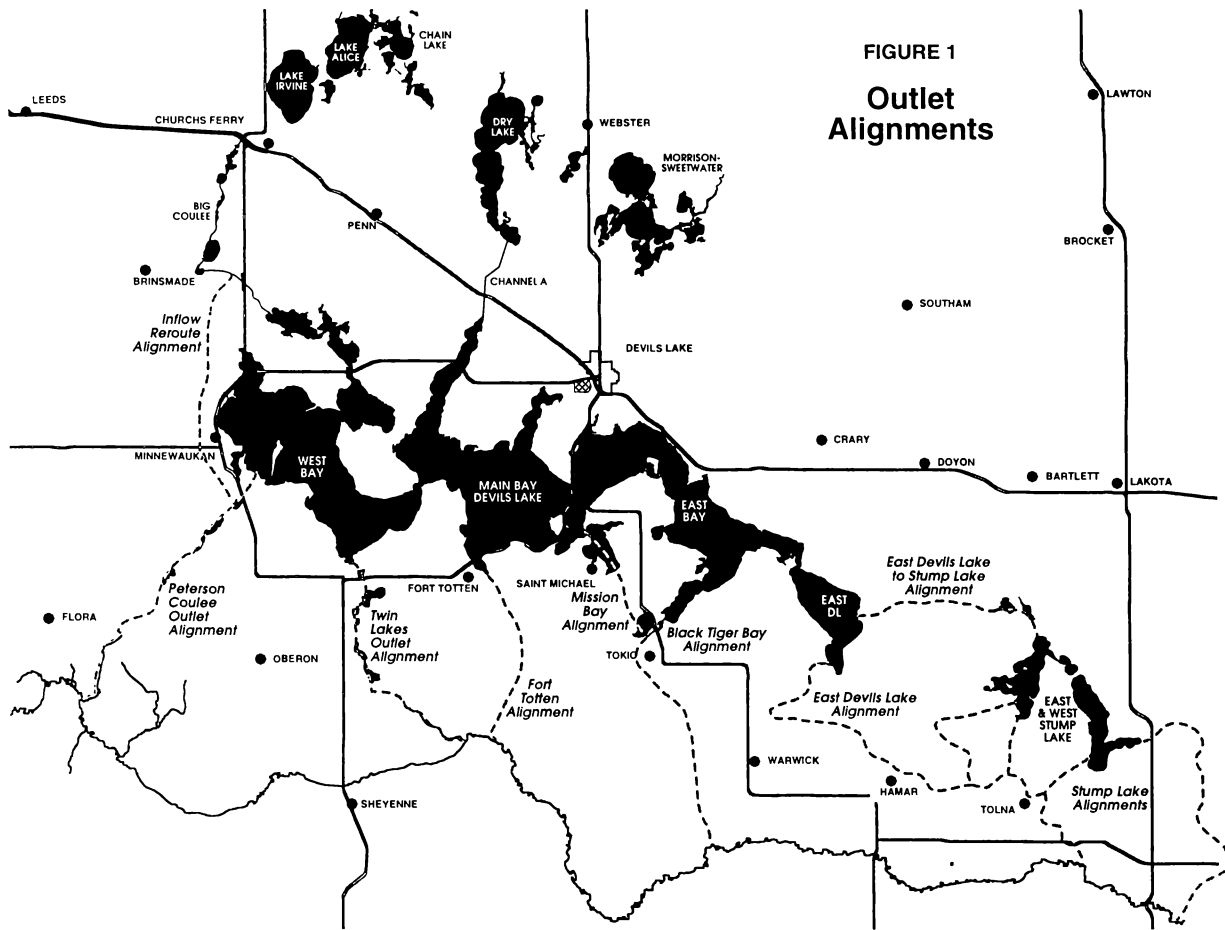 FIGURE 1
Outlet
Alignments
CHAIN
LAKE
LAKE
ALICE
LAKE
IRVINE
LEEDS
CHURCHS FERRY
DRY
LAKE
WEBSTER
LAWTON
MORRISON-
SWEETWATER
BIG
COULEE
PENN
BROCKET
BRINSMADE
CHANNEL A
SOUTHAM
Inflow
Reroute
Alignment
DEVILS LAKE
MINNEWAUKAN
WEST
BAY
MAIN BAY
DEVILS LAKE
EAST
BAY
CRARY
DOYON
BARTLETT
LAKOTA
FORT TOTTEN
SAINT MICHAEL
Mission
Bay
Alignment
East Devils Lake
to Stump Lake
Alignment
EAST
DL
Peterson
Coulee
Outlet
Alignment
Twin
Lakes
Outlet
Alignment
FLORA
OBERON
TOKIO
Black Tiger Bay
Alignment
Fort
Totten
Alignment
East Devils Lake
Alignment
EAST
& WEST
STUMP
LAKE
WARWICK
HAMAR
TOLNA
Stump Lake
Alignments
SHEYENNE